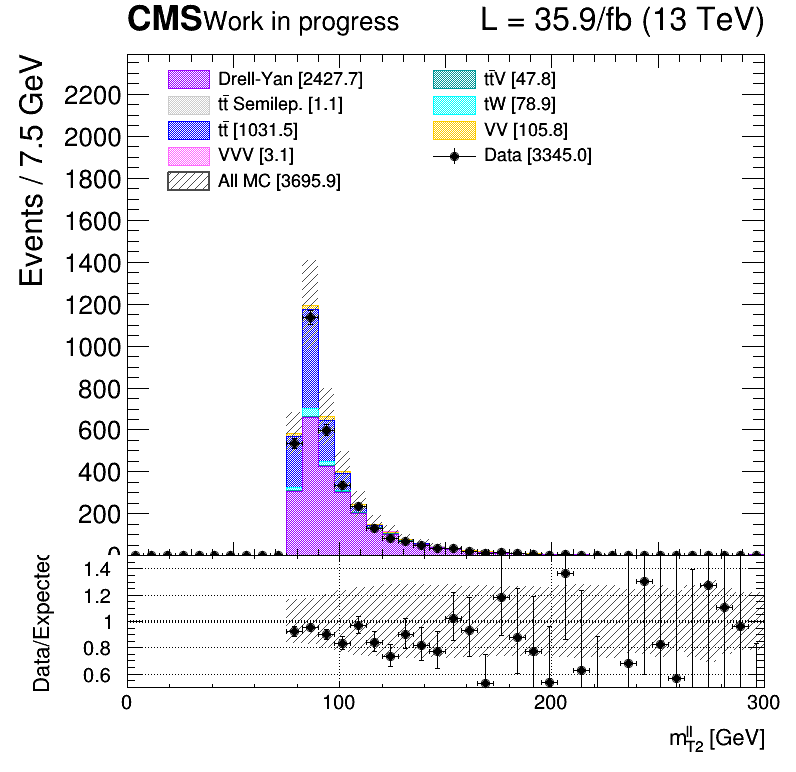 CMS Work in progress L = 35.9/fb (13 TeV)
Events / 7.5 GeV
Drell-Yan [2427.7]
tt̄ Semilep. [1.1]
tt̄ [1031.5]
VVV [3.1]
All MC [3695.9]
tt̄V [47.8]
tW [78.9]
VV [105.8]
Data [3345.0]
2200
2000
1800
1600
1400
1200
1000
800
600
400
200
0
Data/Expected
1.4
1.2
1
0.8
0.6
0 100 200 300
m_T2^ll [GeV]